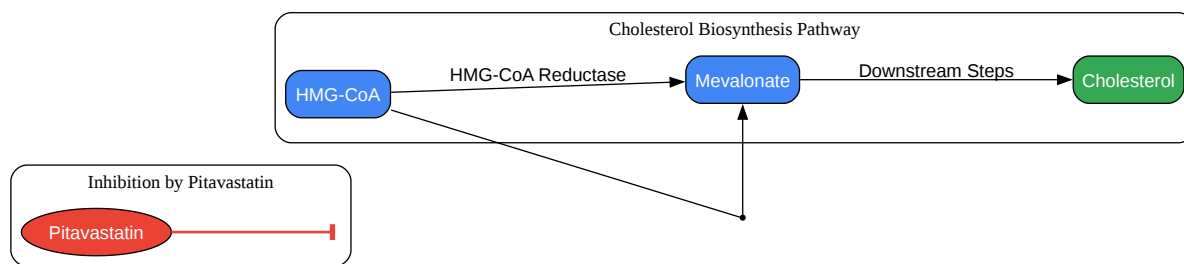 Cholesterol Biosynthesis Pathway
HMG-CoA
HMG-CoA Reductase
Mevalonate
Downstream Steps
Cholesterol
Inhibition by Pitavastatin
Pitavastatin